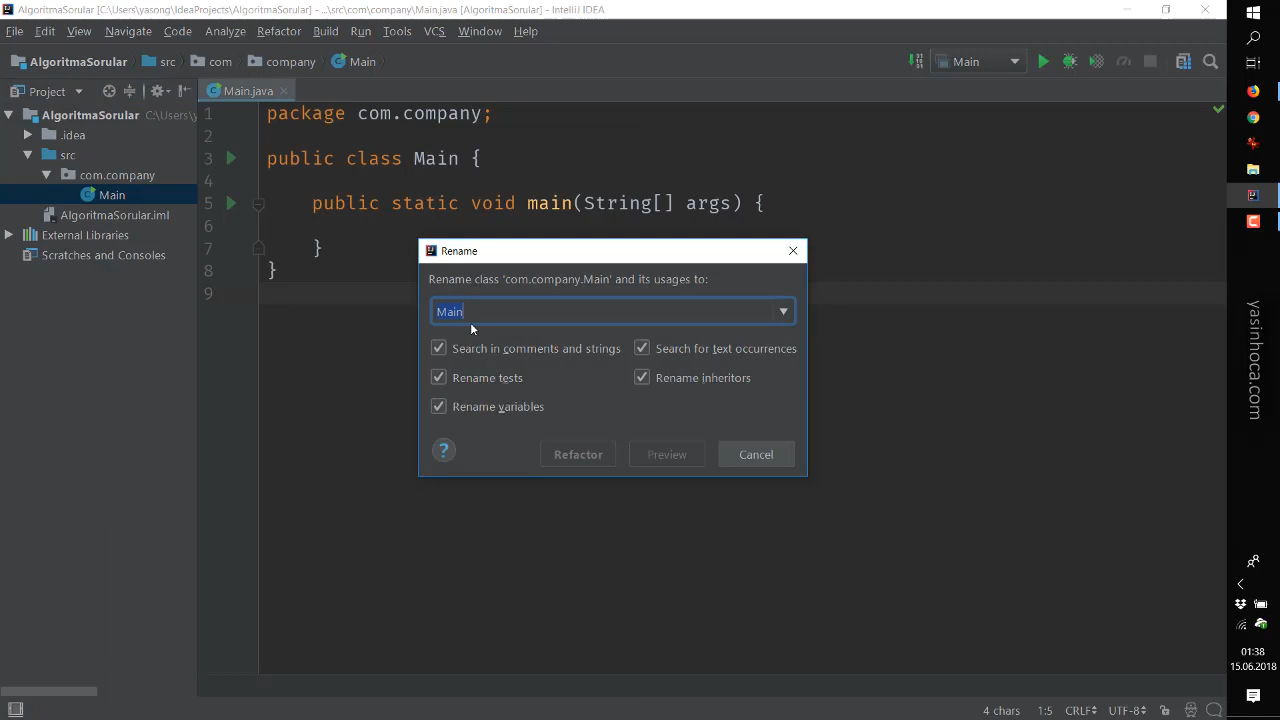 AlgoritmaSorular [C:\Users\yasong\IdeaProjects\AlgoritmaSorular] - ...\src\com\company\Main.java [AlgoritmaSorular] - IntelliJ IDEA
File Edit View Navigate Code Analyze Refactor Build Run Tools VCS Window Help
AlgoritmaSorular src com company Main
Main
Project
Main.java
AlgoritmaSorular C:\Users\y
.idea
src
com.company
Main
AlgoritmaSorular.iml
External Libraries
Scratches and Consoles
1 package com.company;
2
3 public class Main {
4
5 public static void main(String[] args) {
6
7 }
8 }
9
Rename
Rename class 'com.company.Main' and its usages to:
Main
Search in comments and strings Search for text occurrences
Rename tests Rename inheritors
Rename variables
? Refactor Preview Cancel
yasinhoca.com
01:38
15.06.2018
4 chars 1:5 CRLF UTF-8